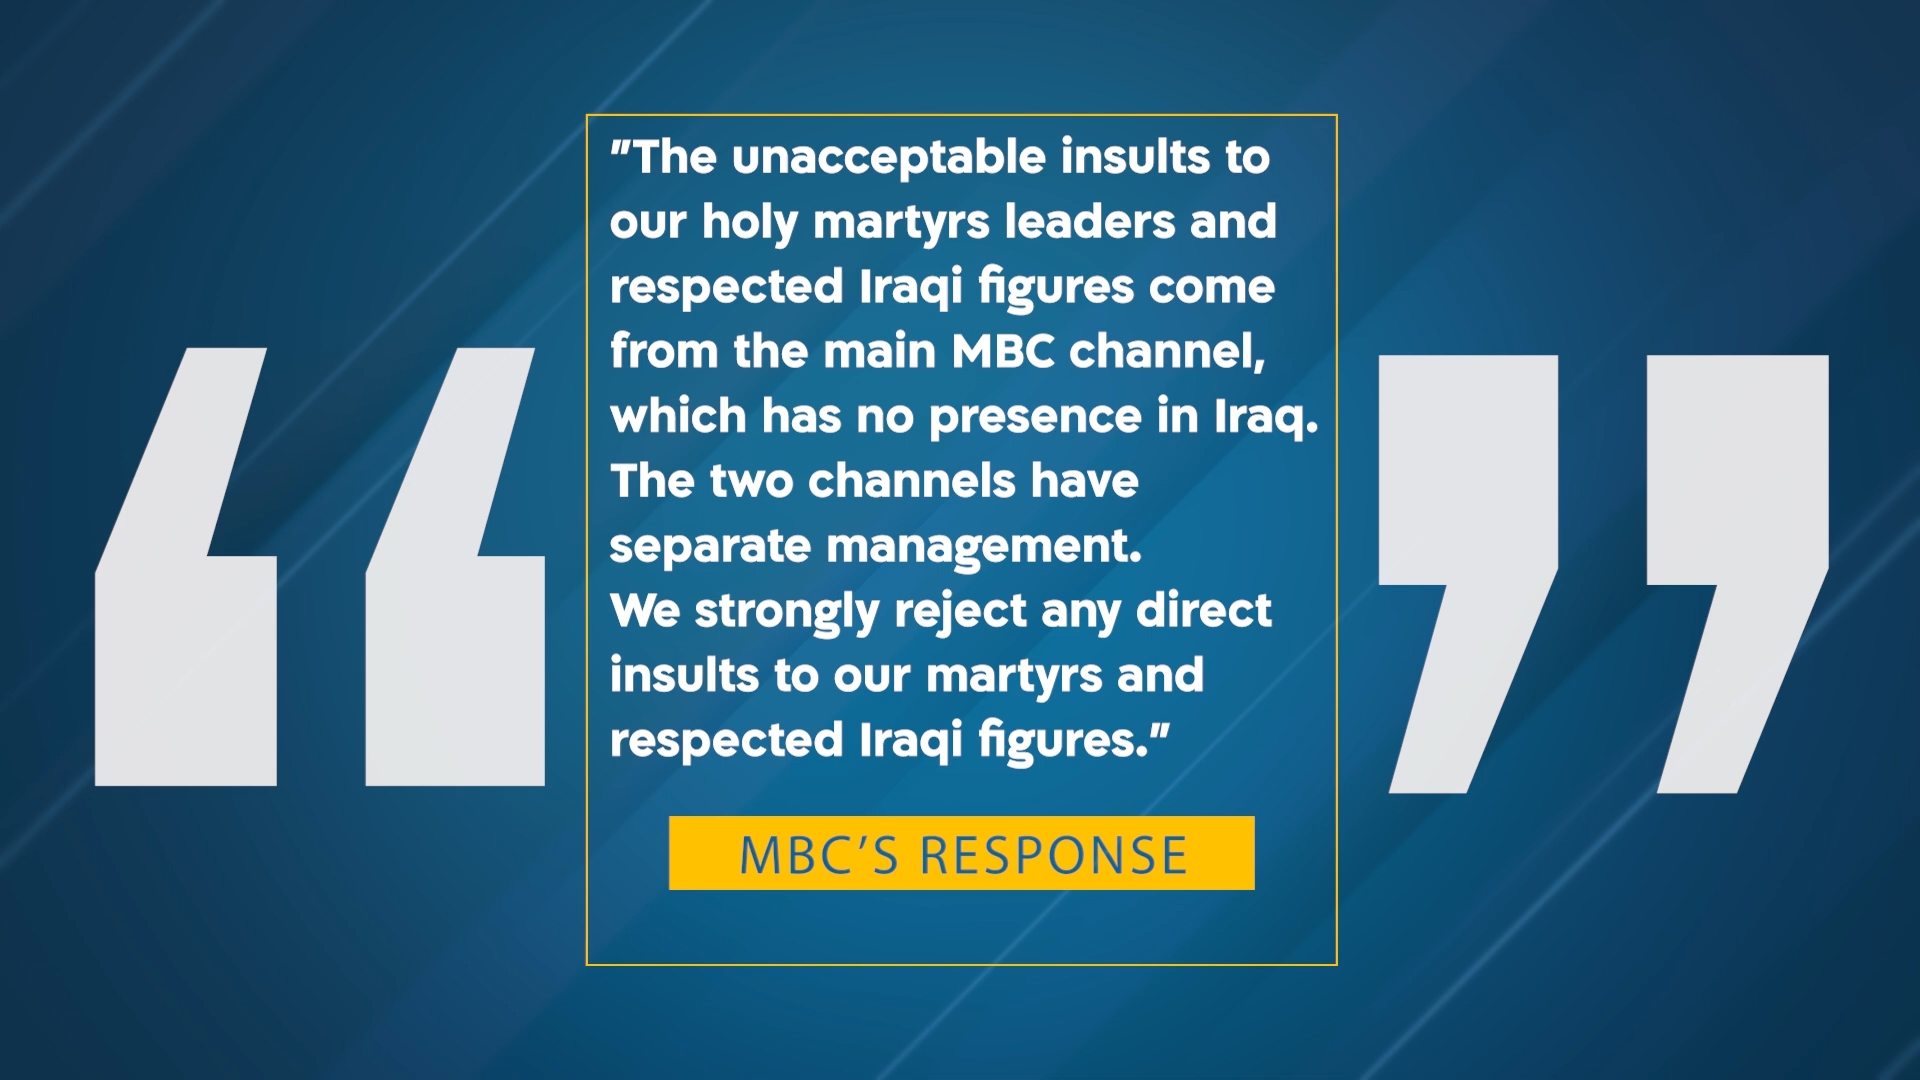 "The unacceptable insults to
our holy martyrs leaders and
respected Iraqi figures come
from the main MBC channel,
which has no presence in Iraq.
The two channels have
separate management.
We strongly reject any direct
insults to our martyrs and
respected Iraqi figures."
MBC'S RESPONSE